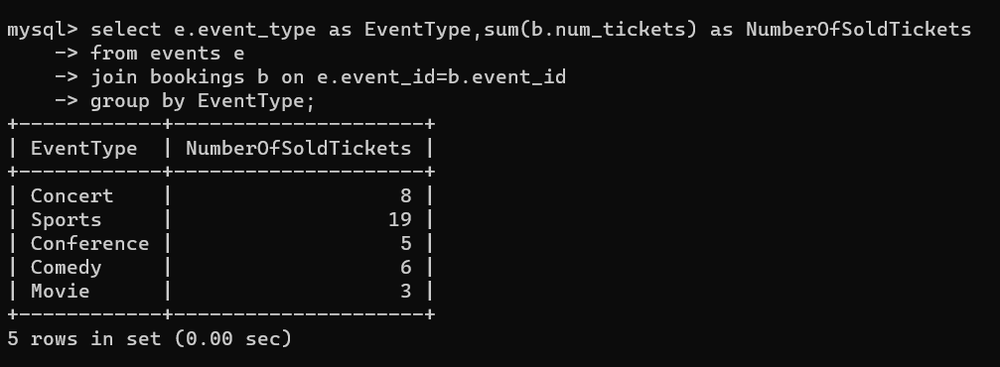 mysql> select e.event_type as EventType,sum(b.num_tickets) as NumberOfSoldTickets
    -> from events e
    -> join bookings b on e.event_id=b.event_id
    -> group by EventType;
+------------+---------------------+
| EventType  | NumberOfSoldTickets |
+------------+---------------------+
| Concert    |                   8 |
| Sports     |                  19 |
| Conference |                   5 |
| Comedy     |                   6 |
| Movie      |                   3 |
+------------+---------------------+
5 rows in set (0.00 sec)